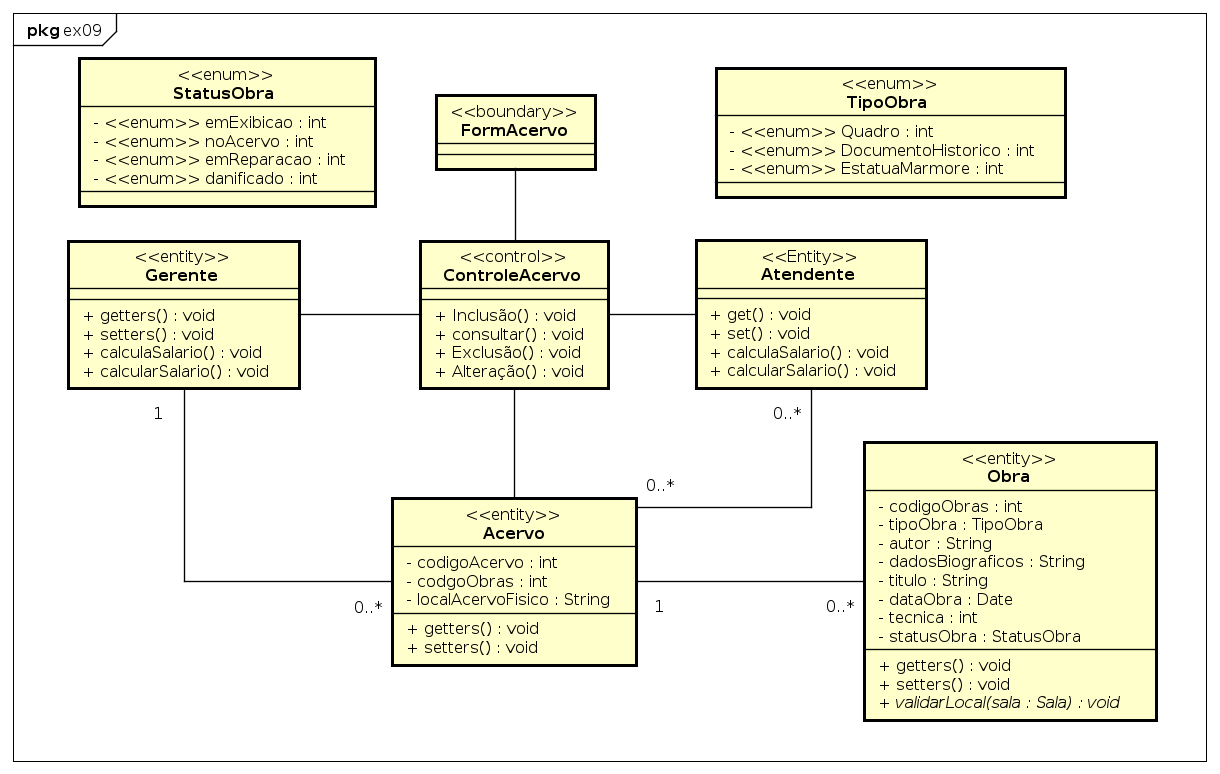 pkg ex09
<<enum>>
StatusObra
- <<enum>> emExibicao : int
- <<enum>> noAcervo : int
- <<enum>> emReparacao : int
- <<enum>> danificado : int
<<boundary>>
FormAcervo
<<enum>>
TipoObra
- <<enum>> Quadro : int
- <<enum>> DocumentoHistorico : int
- <<enum>> EstatuaMarmore : int
<<entity>>
Gerente
+ getters() : void
+ setters() : void
+ calculaSalario() : void
+ calcularSalario() : void
<<control>>
ControleAcervo
+ Inclusão() : void
+ consultar() : void
+ Exclusão() : void
+ Alteração() : void
<<Entity>>
Atendente
+ get() : void
+ set() : void
+ calculaSalario() : void
+ calcularSalario() : void
1
0..*
0..*
<<entity>>
Acervo
- codigoAcervo : int
- codgoObras : int
- localAcervoFisico : String
+ getters() : void
+ setters() : void
0..*
1
0..*
<<entity>>
Obra
- codigoObras : int
- tipoObra : TipoObra
- autor : String
- dadosBiograficos : String
- titulo : String
- dataObra : Date
- tecnica : int
- statusObra : StatusObra
+ getters() : void
+ setters() : void
+ validarLocal(sala : Sala) : void